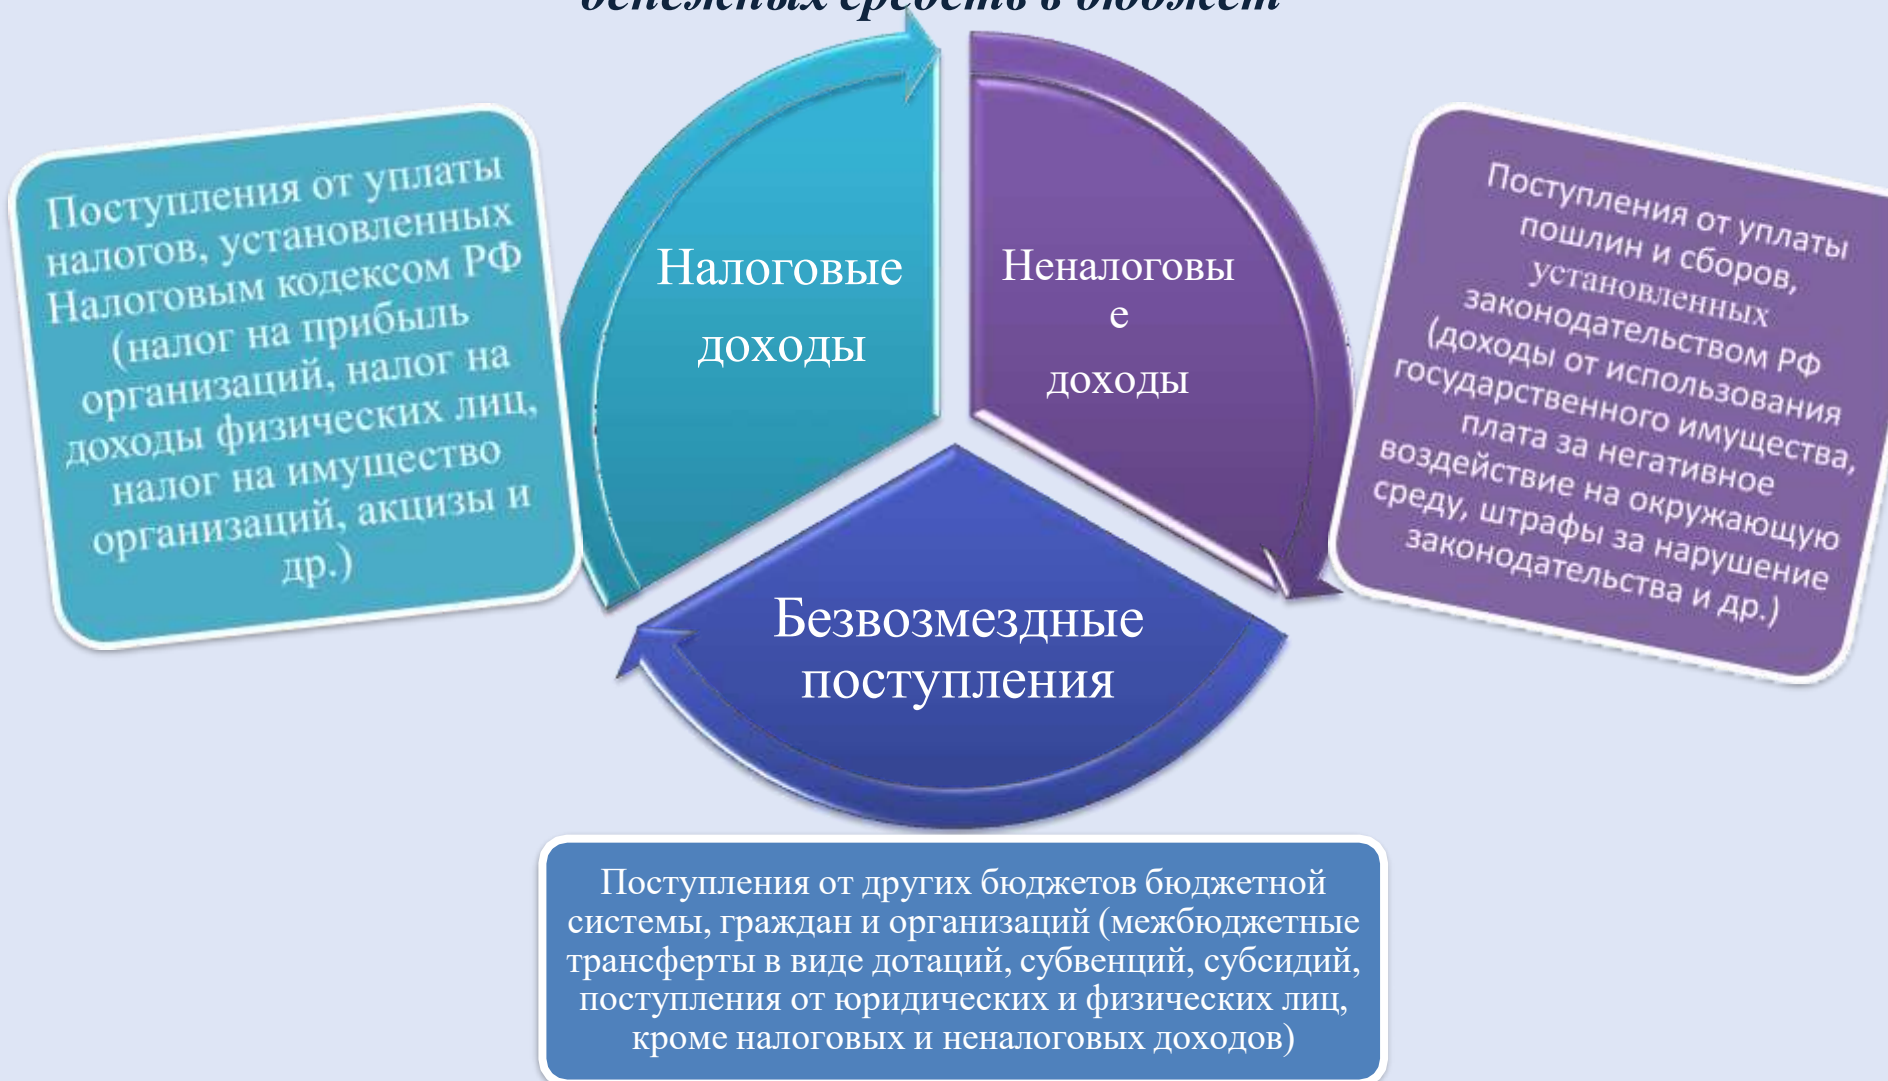 денежных средств в бюджет
Поступления от уплаты
налогов, установленных
Налоговым кодексом РФ
(налог на прибыль
организаций, налог на
доходы физических лиц,
налог на имущество
организаций, акцизы и
др.)
Налоговые
доходы
Неналоговы
е
доходы
Поступления от уплаты
пошлин и сборов,
установленных
законодательством РФ
(доходы от использования
государственного имущества,
плата за негативное
воздействие на окружающую
среду, штрафы за нарушение
законодательства и др.)
Безвозмездные
поступления
Поступления от других бюджетов бюджетной
системы, граждан и организаций (межбюджетные
трансферты в виде дотаций, субвенций, субсидий,
поступления от юридических и физических лиц,
кроме налоговых и неналоговых доходов)